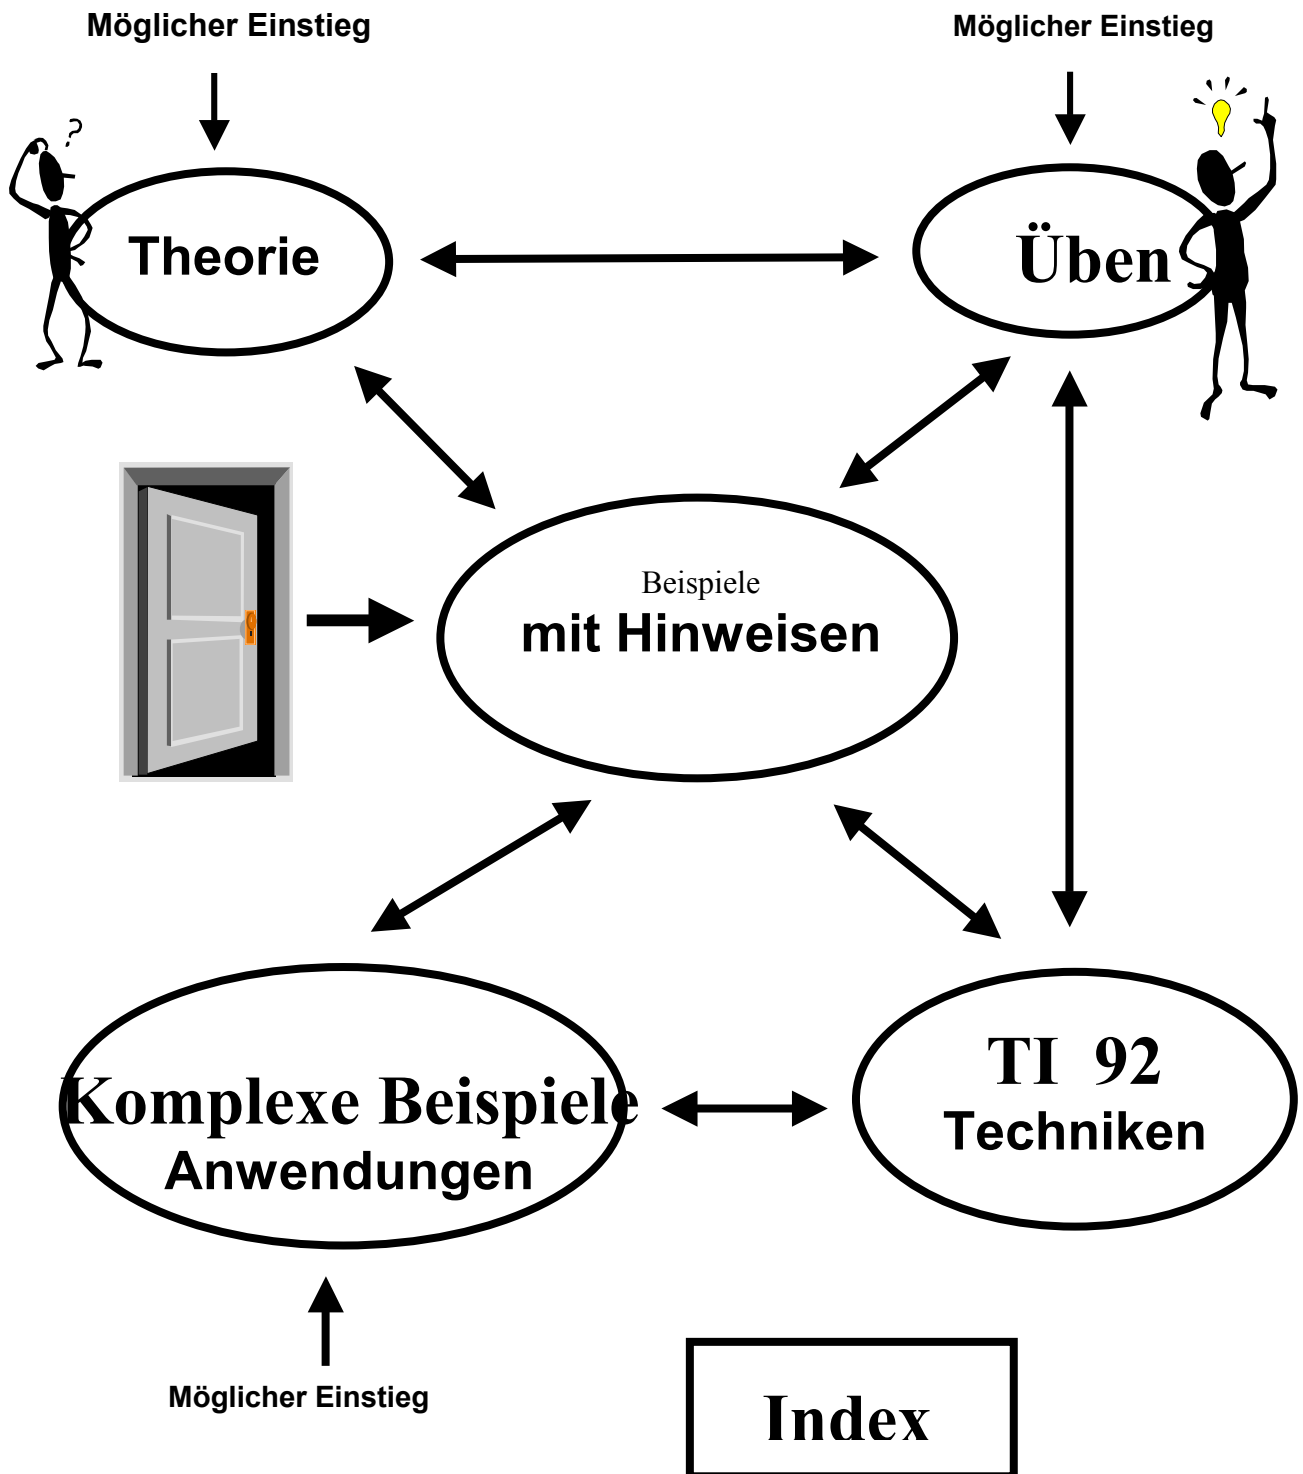 Möglicher Einstieg
Möglicher Einstieg
?
Theorie
Üben
Beispiele
mit Hinweisen
Komplexe Beispiele
Anwendungen
TI 92
Techniken
Möglicher Einstieg
Index